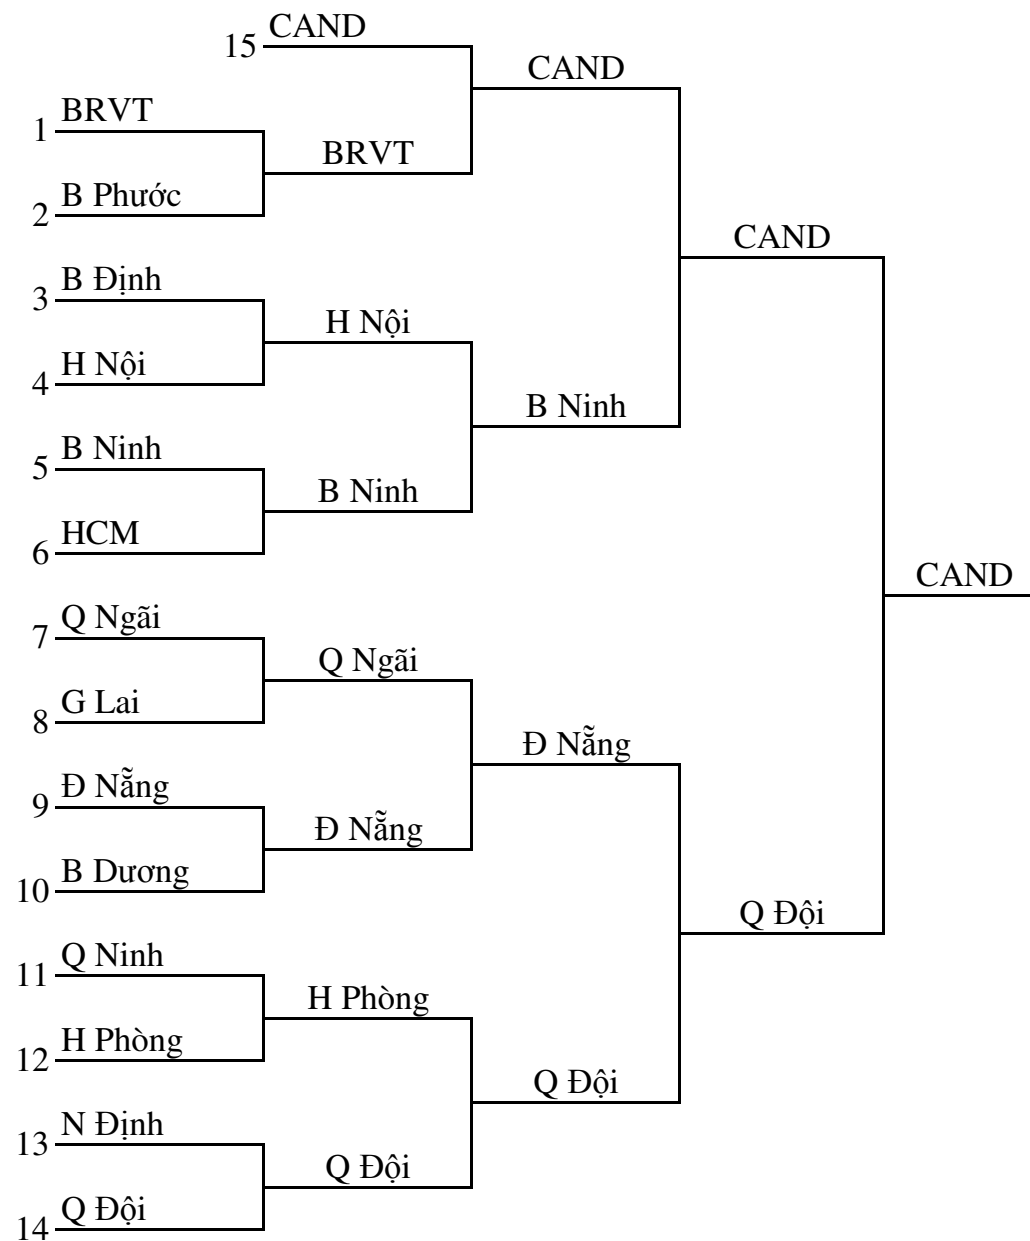 15 CAND
CAND
1 BRVT
BRVT
2 B Phước
CAND
3 B Định
H Nội
4 H Nội
B Ninh
5 B Ninh
B Ninh
6 HCM
CAND
7 Q Ngãi
Q Ngãi
8 G Lai
Đ Nẵng
9 Đ Nẵng
Đ Nẵng
10 B Dương
Q Đội
11 Q Ninh
H Phòng
12 H Phòng
Q Đội
13 N Định
Q Đội
14 Q Đội